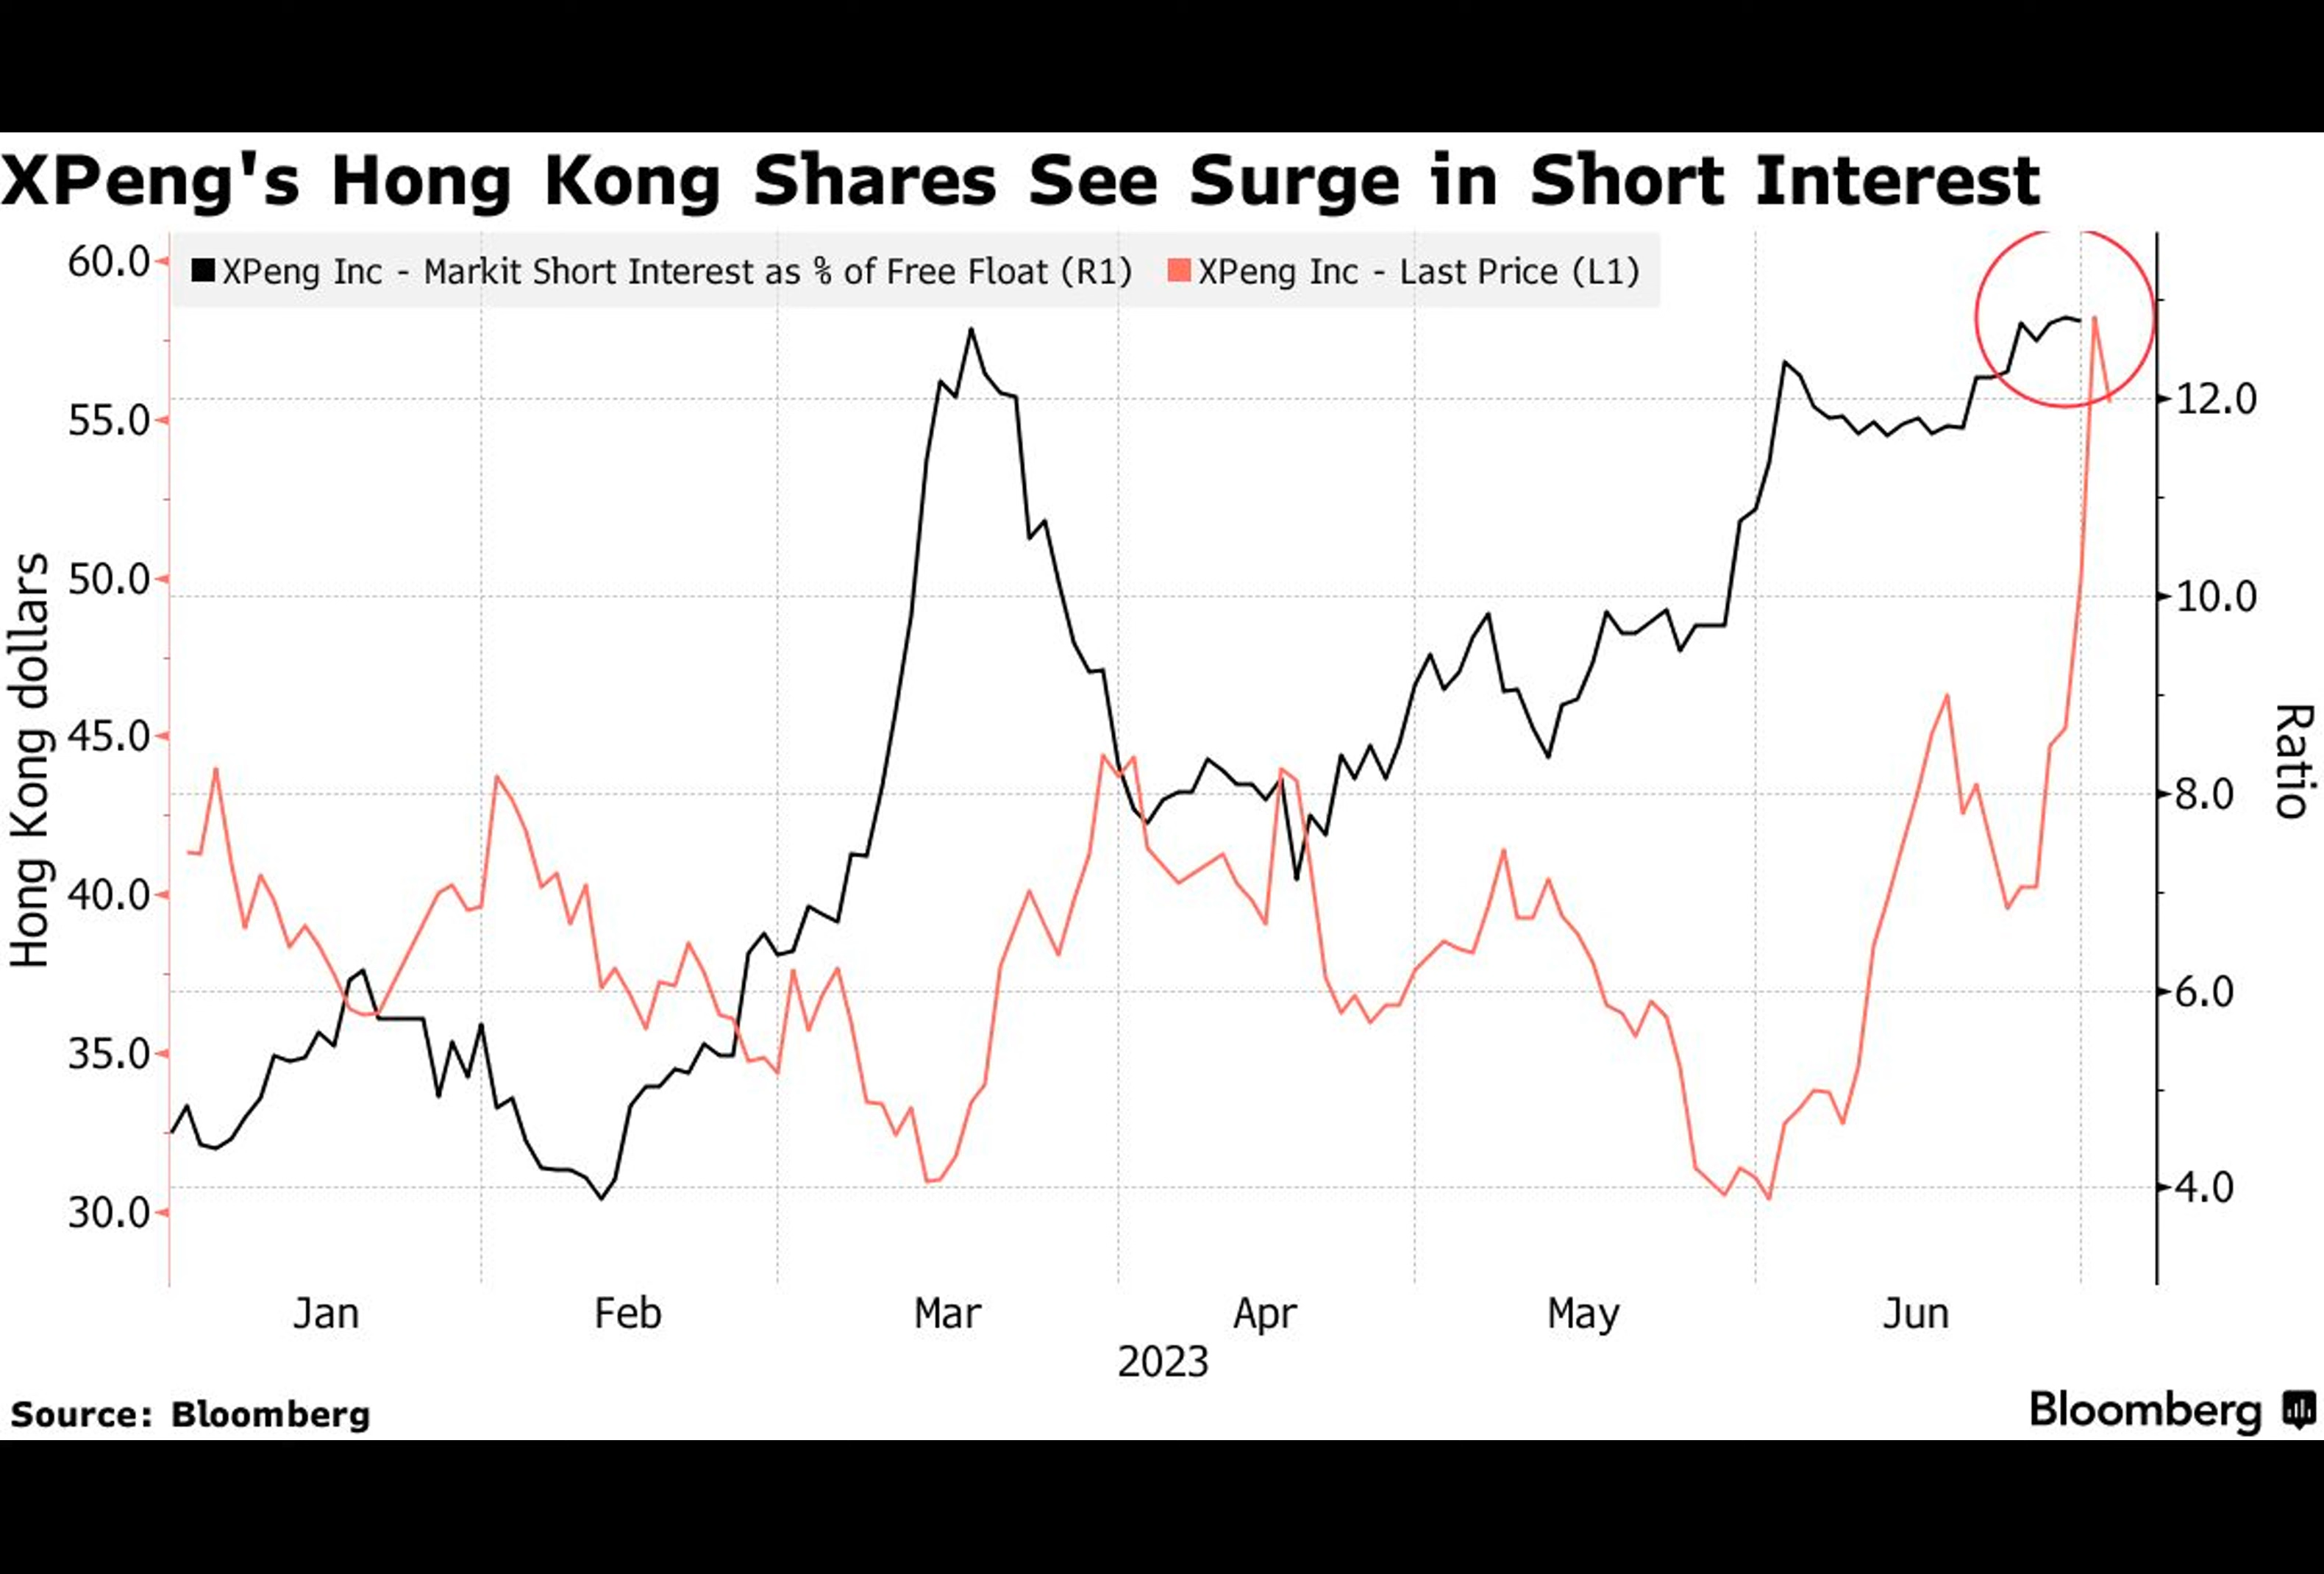 XPeng's Hong Kong Shares See Surge in Short Interest
XPeng Inc - Markit Short Interest as % of Free Float (R1) XPeng Inc - Last Price (L1)
Hong Kong dollars
60.0
55.0
50.0
45.0
40.0
35.0
30.0
12.0
10.0
8.0
6.0
4.0
Ratio
Jan Feb Mar Apr May Jun
2023
Source: Bloomberg
Bloomberg